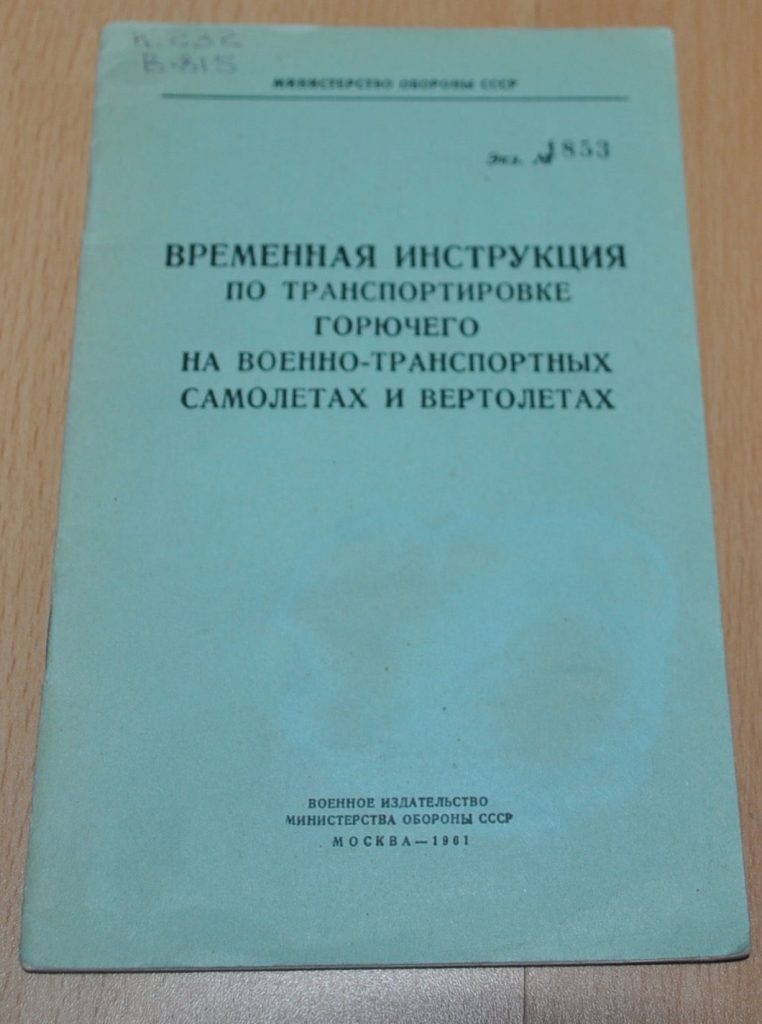 В-815
МИНИСТЕРСТВО ОБОРОНЫ СССР
Экз. № 1853
ВРЕМЕННАЯ ИНСТРУКЦИЯ
ПО ТРАНСПОРТИРОВКЕ
ГОРЮЧЕГО
НА ВОЕННО-ТРАНСПОРТНЫХ
САМОЛЕТАХ И ВЕРТОЛЕТАХ
ВОЕННОЕ ИЗДАТЕЛЬСТВО
МИНИСТЕРСТВА ОБОРОНЫ СССР
МОСКВА — 1961